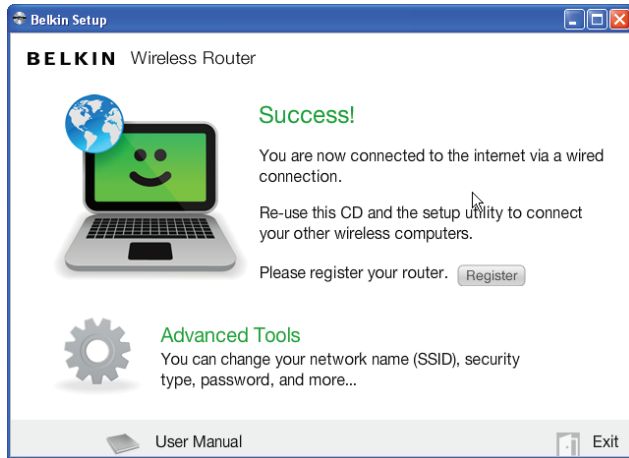 Belkin Setup
BELKIN Wireless Router
Success!
You are now connected to the internet via a wired
connection.
Re-use this CD and the setup utility to connect
your other wireless computers.
Please register your router. Register
Advanced Tools
You can change your network name (SSID), security
type, password, and more...
User Manual
Exit